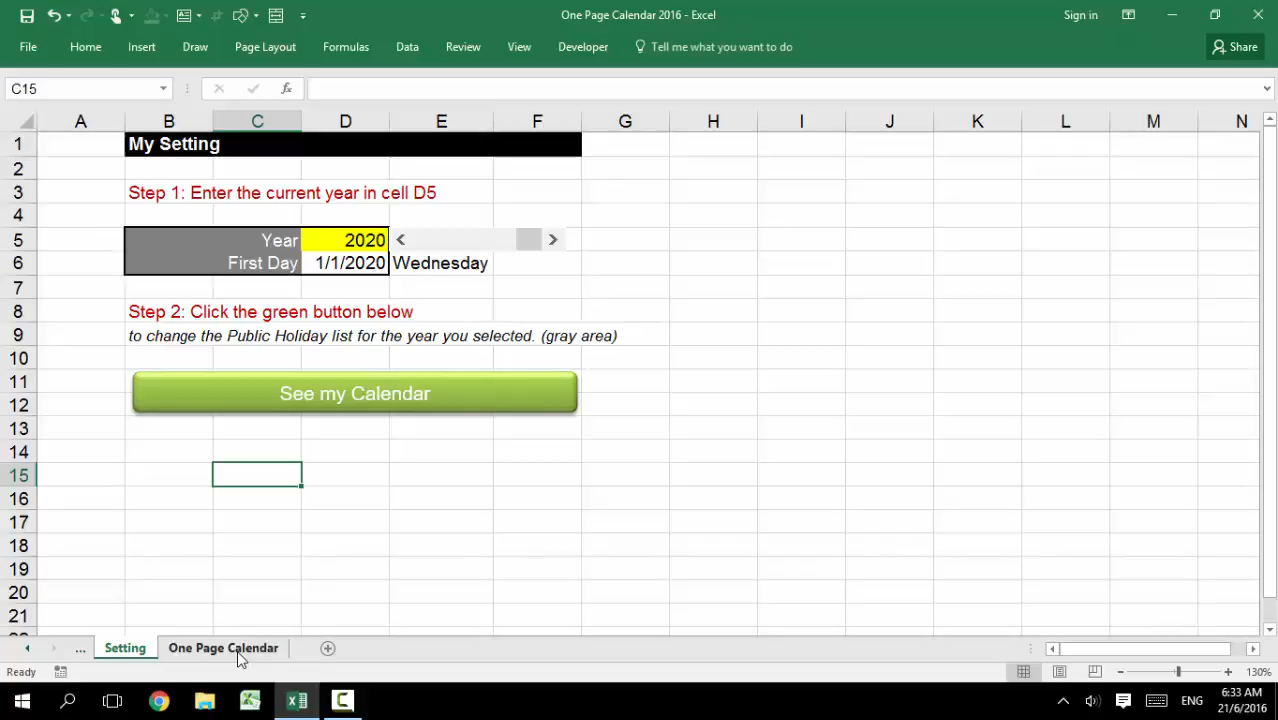 One Page Calendar 2016 - Excel
Sign in
File Home Insert Draw Page Layout Formulas Data Review View Developer Tell me what you want to do Share
C15 fx
A B C D E F G H I J K L M N
1 My Setting
2
3 Step 1: Enter the current year in cell D5
4
5 Year 2020
6 First Day 1/1/2020 Wednesday
7
8 Step 2: Click the green button below
9 to change the Public Holiday list for the year you selected. (gray area)
10
11
See my Calendar
12
13
14
15
16
17
18
19
20
21
... Setting One Page Calendar
Ready 130%
ENG 6:33 AM
21/6/2016